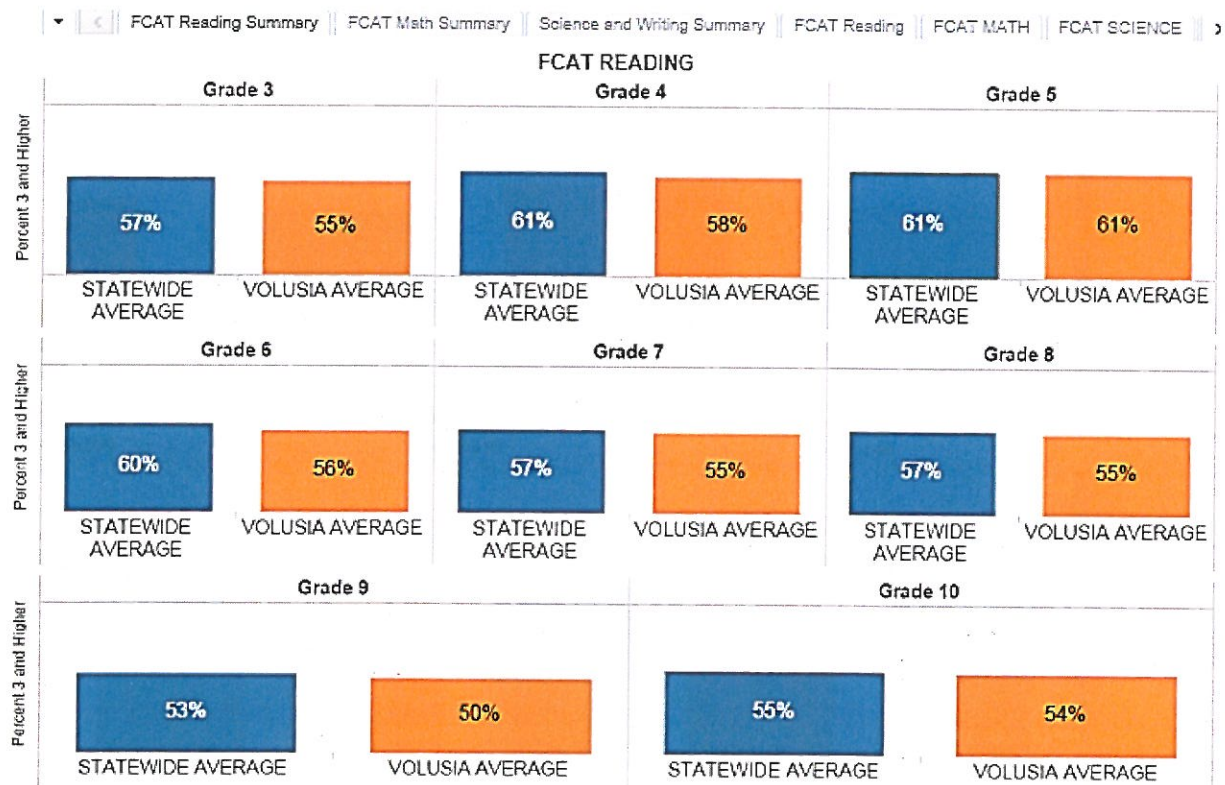 FCAT Reading Summary FCAT Math Summary Science and Writing Summary FCAT Reading FCAT MATH FCAT SCIENCE
FCAT READING
Grade 3 Grade 4 Grade 5
Percent 3 and Higher
57% 55% 61% 58% 61% 61%
STATEWIDE AVERAGE VOLUSIA AVERAGE STATEWIDE AVERAGE VOLUSIA AVERAGE STATEWIDE AVERAGE VOLUSIA AVERAGE
Grade 6 Grade 7 Grade 8
Percent 3 and Higher
60% 56% 57% 55% 57% 55%
STATEWIDE AVERAGE VOLUSIA AVERAGE STATEWIDE AVERAGE VOLUSIA AVERAGE STATEWIDE AVERAGE VOLUSIA AVERAGE
Grade 9 Grade 10
Percent 3 and Higher
53% 50% 55% 54%
STATEWIDE AVERAGE VOLUSIA AVERAGE STATEWIDE AVERAGE VOLUSIA AVERAGE